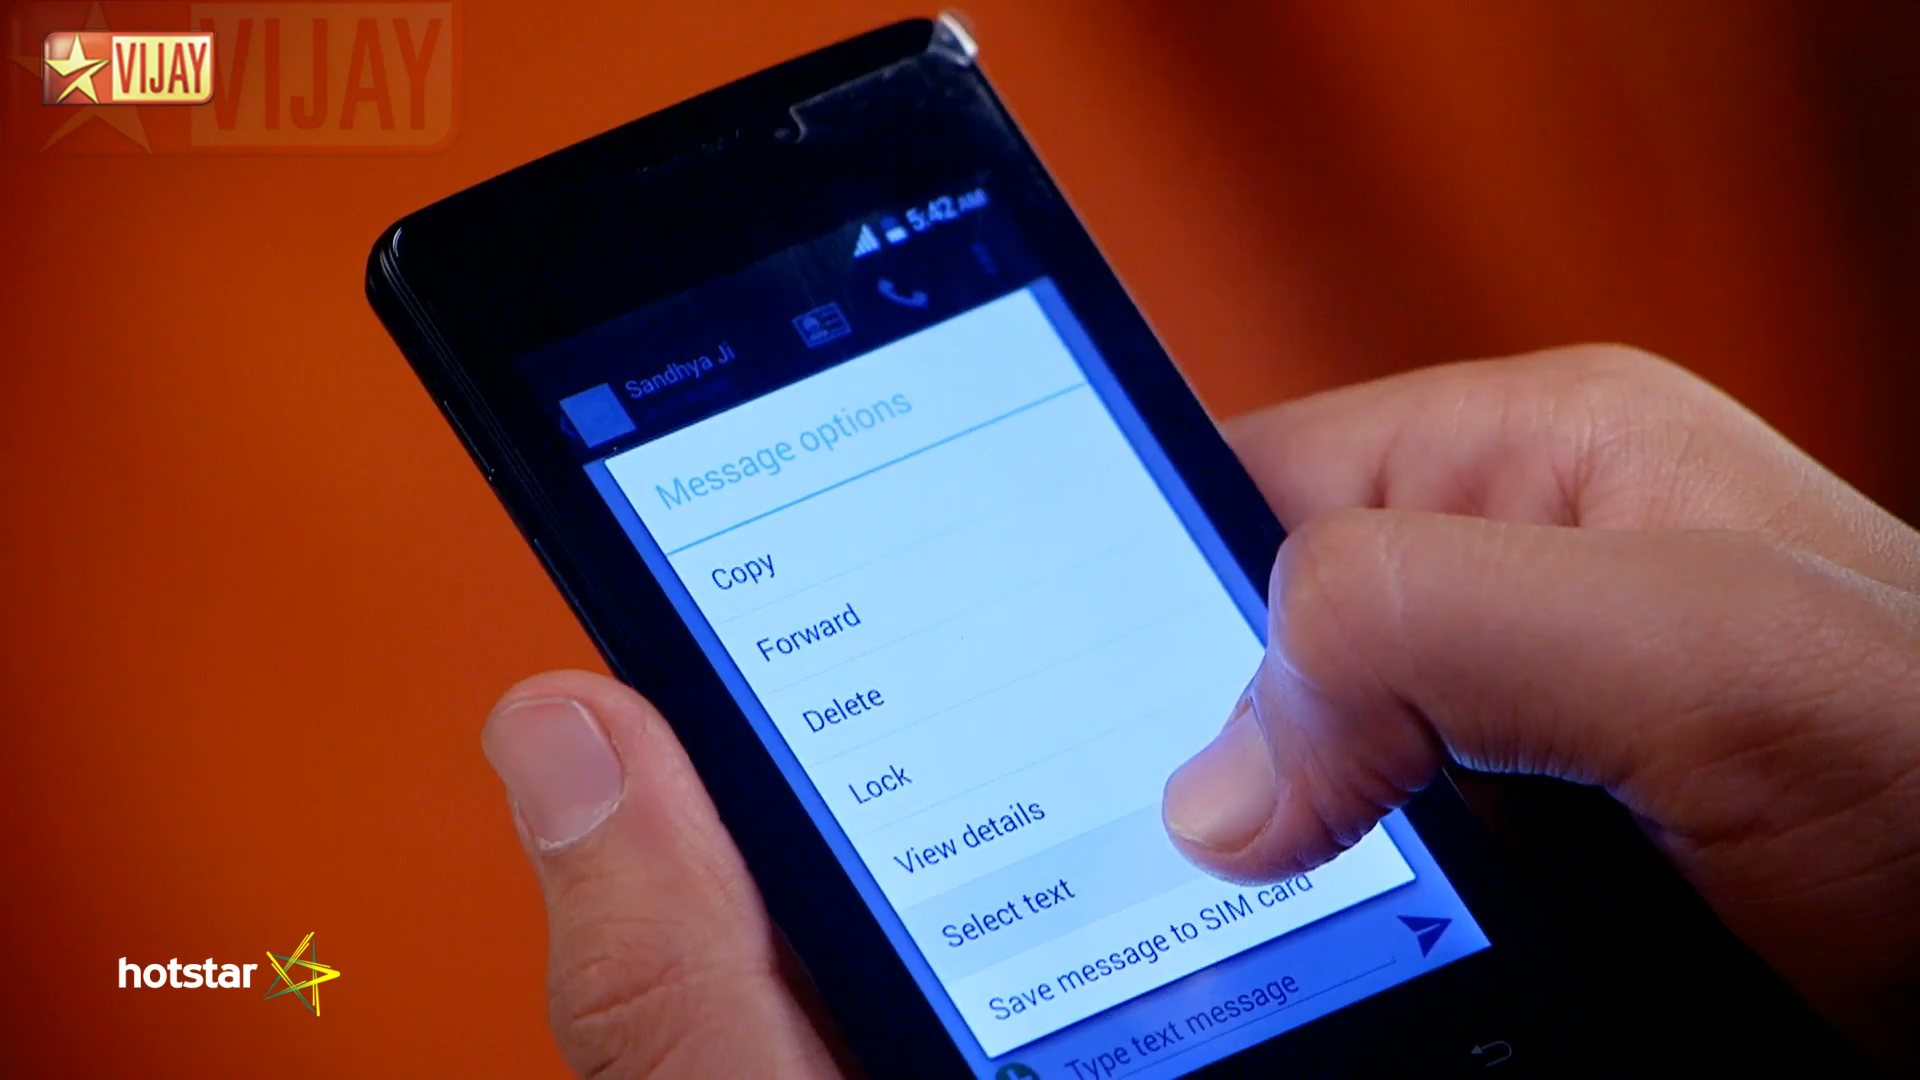 VIJAY
VIJAY
5:42 AM
Sandhya Ji
Message options
Copy
Forward
Delete
Lock
View details
Select text
Save message to SIM card
Type text message
hotstar